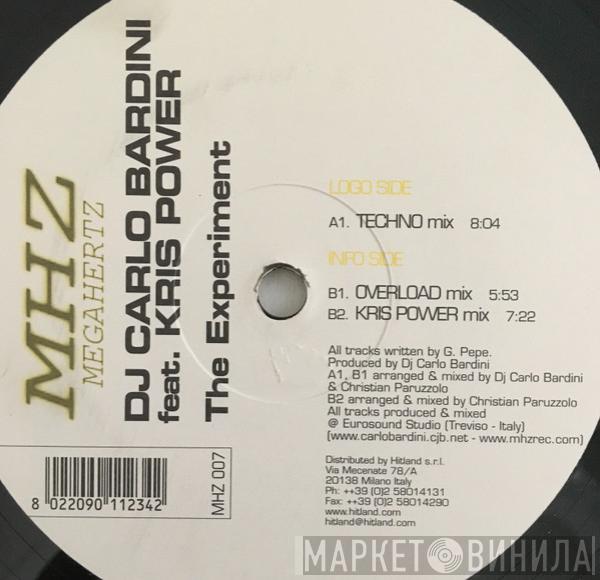 MHZ
MEGAHERTZ
DJ CARLO BARDINI
feat. KRIS POWER
The Experiment
LOGO SIDE
A1. TECHNO mix 8:04
INFO SIDE
B1. OVERLOAD mix 5:53
B2. KRIS POWER mix 7:22
All tracks written by G. Pepe.
Produced by Dj Carlo Bardini
A1, B1 arranged & mixed by Dj Carlo Bardini
& Christian Paruzzolo
B2 arranged & mixed by Christian Paruzzolo
All tracks produced & mixed
@ Eurosound Studio (Treviso - Italy)
(www.carlobardini.cjb.net - www.mhzrec.com)
Distributed by Hitland s.r.l.
Via Mecenate 78/A
20138 Milano Italy
Ph: ++39 (0)2 58014131
Fax: ++39 (0)2 58014290
www.hitland.com
hitland@hitland.com
8 022090 112342
MHZ 007
МАРКЕТ ВИНИЛА